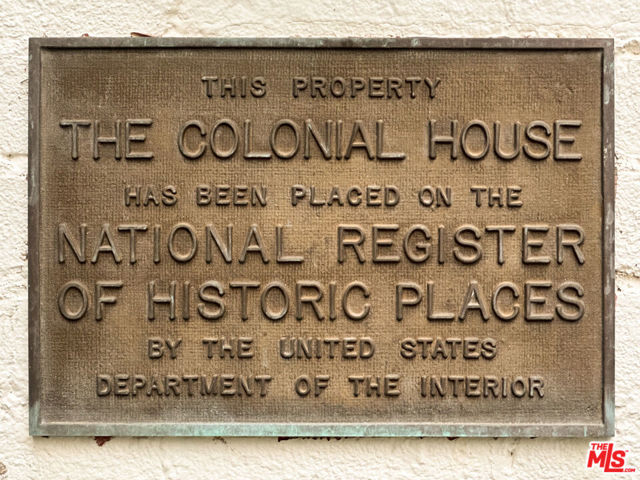 THIS PROPERTY
THE COLONIAL HOUSE
HAS BEEN PLACED ON THE
NATIONAL REGISTER
OF HISTORIC PLACES
BY THE UNITED STATES
DEPARTMENT OF THE INTERIOR
THE
MLS
.COM